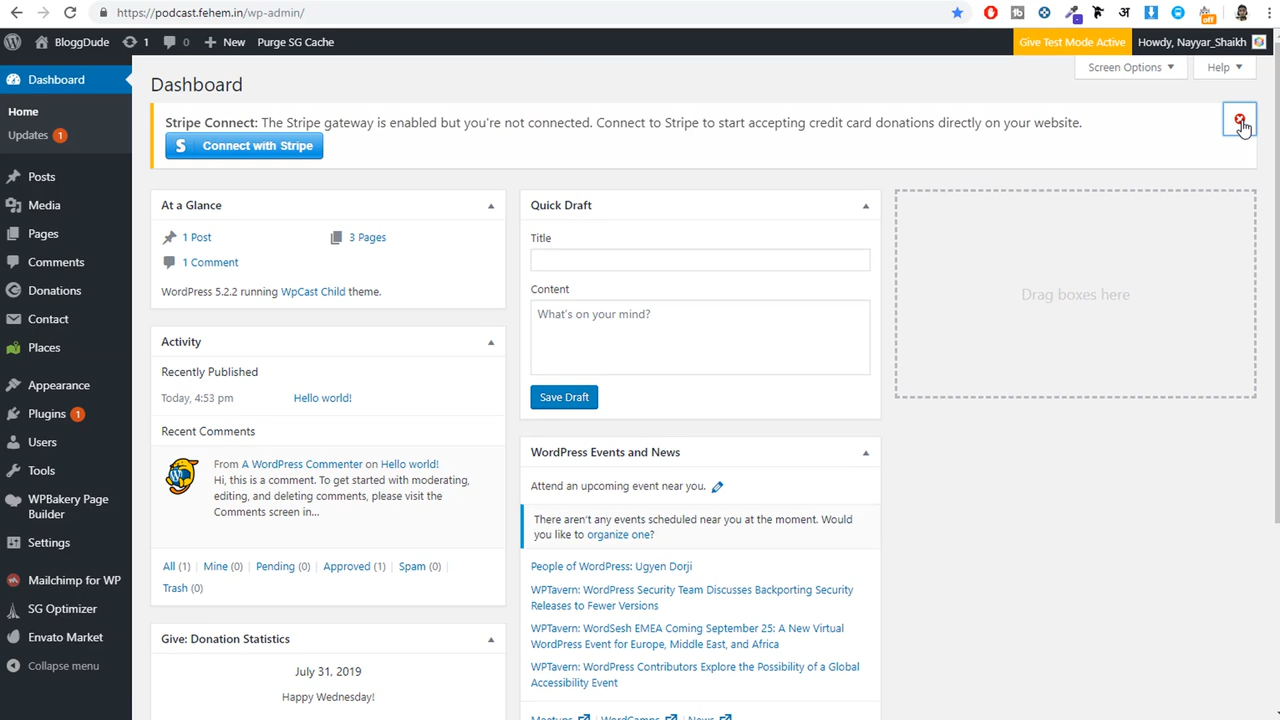 https://podcast.fehem.in/wp-admin/
BloggDude
1
0
New
Purge SG Cache
Give Test Mode Active
Howdy, Nayyar_Shaikh
Dashboard
Home
Updates 1
Posts
Media
Pages
Comments
Donations
Contact
Places
Appearance
Plugins 1
Users
Tools
WPBakery Page
Builder
Settings
Mailchimp for WP
SG Optimizer
Envato Market
Collapse menu
Screen Options
Help
Dashboard
Stripe Connect: The Stripe gateway is enabled but you're not connected. Connect to Stripe to start accepting credit card donations directly on your website.
S Connect with Stripe
At a Glance
1 Post
3 Pages
1 Comment
WordPress 5.2.2 running WpCast Child theme.
Activity
Recently Published
Today, 4:53 pm Hello world!
Recent Comments
From A WordPress Commenter on Hello world!
Hi, this is a comment. To get started with moderating,
editing, and deleting comments, please visit the
Comments screen in...
All (1) | Mine (0) | Pending (0) | Approved (1) | Spam (0) |
Trash (0)
Give: Donation Statistics
July 31, 2019
Happy Wednesday!
Quick Draft
Title
Content
What's on your mind?
Save Draft
WordPress Events and News
Attend an upcoming event near you.
There aren't any events scheduled near you at the moment. Would
you like to organize one?
People of WordPress: Ugyen Dorji
WPTavern: WordPress Security Team Discusses Backporting Security
Releases to Fewer Versions
WPTavern: WordSesh EMEA Coming September 25: A New Virtual
WordPress Event for Europe, Middle East, and Africa
WPTavern: WordPress Contributors Explore the Possibility of a Global
Accessibility Event
Meetups | WordCamps | News
Drag boxes here